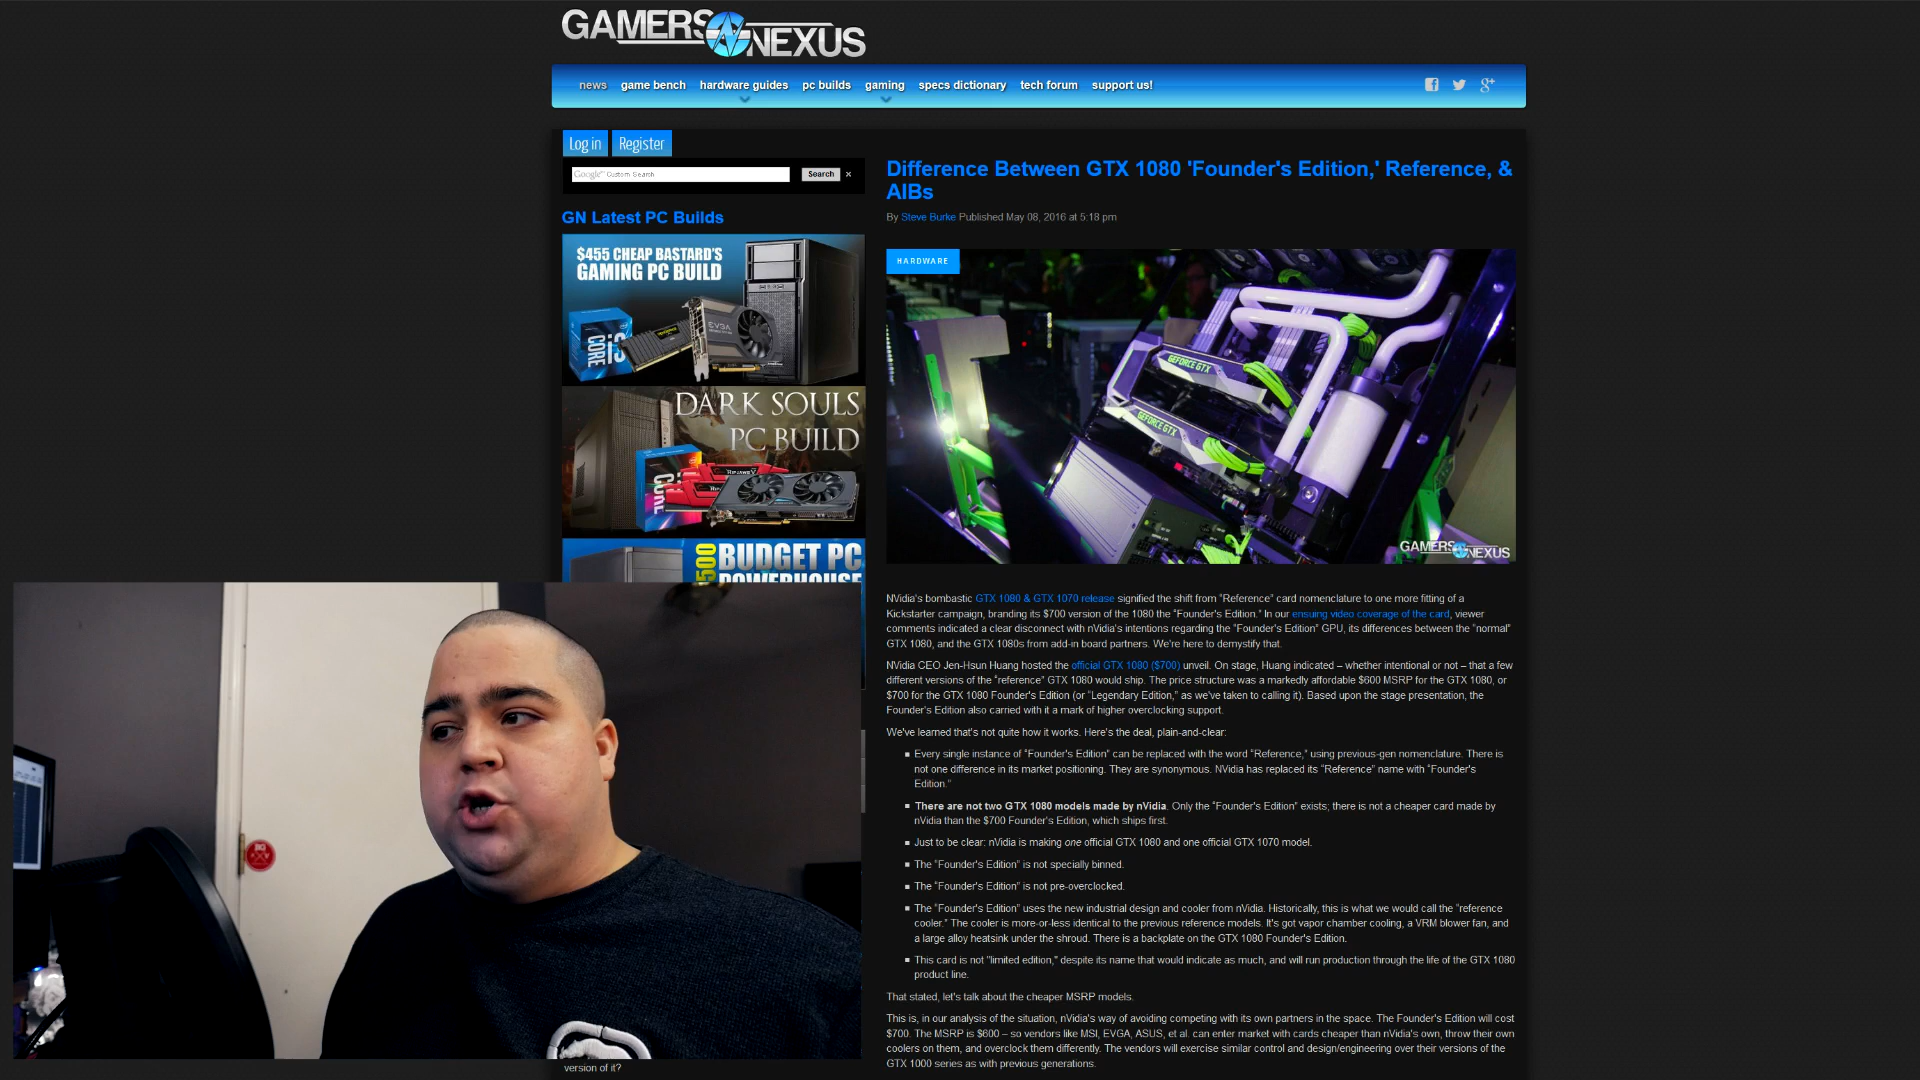 GAMERS NEXUS
news game bench hardware guides pc builds gaming specs dictionary tech forum support us!
Log in Register
Google™ Custom Search Search ×
GN Latest PC Builds
$455 CHEAP BASTARD'S
GAMING PC BUILD
EVGA
CORE i3
DARK SOULS
PC BUILD
CORE
500 BUDGET PC
POWERHOUSE
version of it?
Difference Between GTX 1080 'Founder's Edition,' Reference, &
AIBs
By Steve Burke Published May 08, 2016 at 5:18 pm
HARDWARE
GEFORCE GTX
GEFORCE GTX
GAMERS NEXUS
NVidia's bombastic GTX 1080 & GTX 1070 release signified the shift from "Reference" card nomenclature to one more fitting of a
Kickstarter campaign, branding its $700 version of the 1080 the "Founder's Edition." In our ensuing video coverage of the card, viewer
comments indicated a clear disconnect with nVidia's intentions regarding the "Founder's Edition" GPU, its differences between the "normal"
GTX 1080, and the GTX 1080s from add-in board partners. We're here to demystify that.
NVidia CEO Jen-Hsun Huang hosted the official GTX 1080 ($700) unveil. On stage, Huang indicated – whether intentional or not – that a few
different versions of the "reference" GTX 1080 would ship. The price structure was a markedly affordable $600 MSRP for the GTX 1080, or
$700 for the GTX 1080 Founder's Edition (or "Legendary Edition," as we've taken to calling it). Based upon the stage presentation, the
Founder's Edition also carried with it a mark of higher overclocking support.
We've learned that's not quite how it works. Here's the deal, plain-and-clear:
Every single instance of "Founder's Edition" can be replaced with the word "Reference," using previous-gen nomenclature. There is
not one difference in its market positioning. They are synonymous. NVidia has replaced its "Reference" name with "Founder's
Edition."
There are not two GTX 1080 models made by nVidia. Only the "Founder's Edition" exists; there is not a cheaper card made by
nVidia than the $700 Founder's Edition, which ships first.
Just to be clear: nVidia is making one official GTX 1080 and one official GTX 1070 model.
The "Founder's Edition" is not specially binned.
The "Founder's Edition" is not pre-overclocked.
The "Founder's Edition" uses the new industrial design and cooler from nVidia. Historically, this is what we would call the "reference
cooler." The cooler is more-or-less identical to the previous reference models. It's got vapor chamber cooling, a VRM blower fan, and
a large alloy heatsink under the shroud. There is a backplate on the GTX 1080 Founder's Edition.
This card is not "limited edition," despite its name that would indicate as much, and will run production through the life of the GTX 1080
product line.
That stated, let's talk about the cheaper MSRP models.
This is, in our analysis of the situation, nVidia's way of avoiding competing with its own partners in the space. The Founder's Edition will cost
$700. The MSRP is $600 – so vendors like MSI, EVGA, ASUS, et al. can enter market with cards cheaper than nVidia's own, throw their own
coolers on them, and overclock them differently. The vendors will exercise similar control and design/engineering over their versions of the
GTX 1000 series as with previous generations.